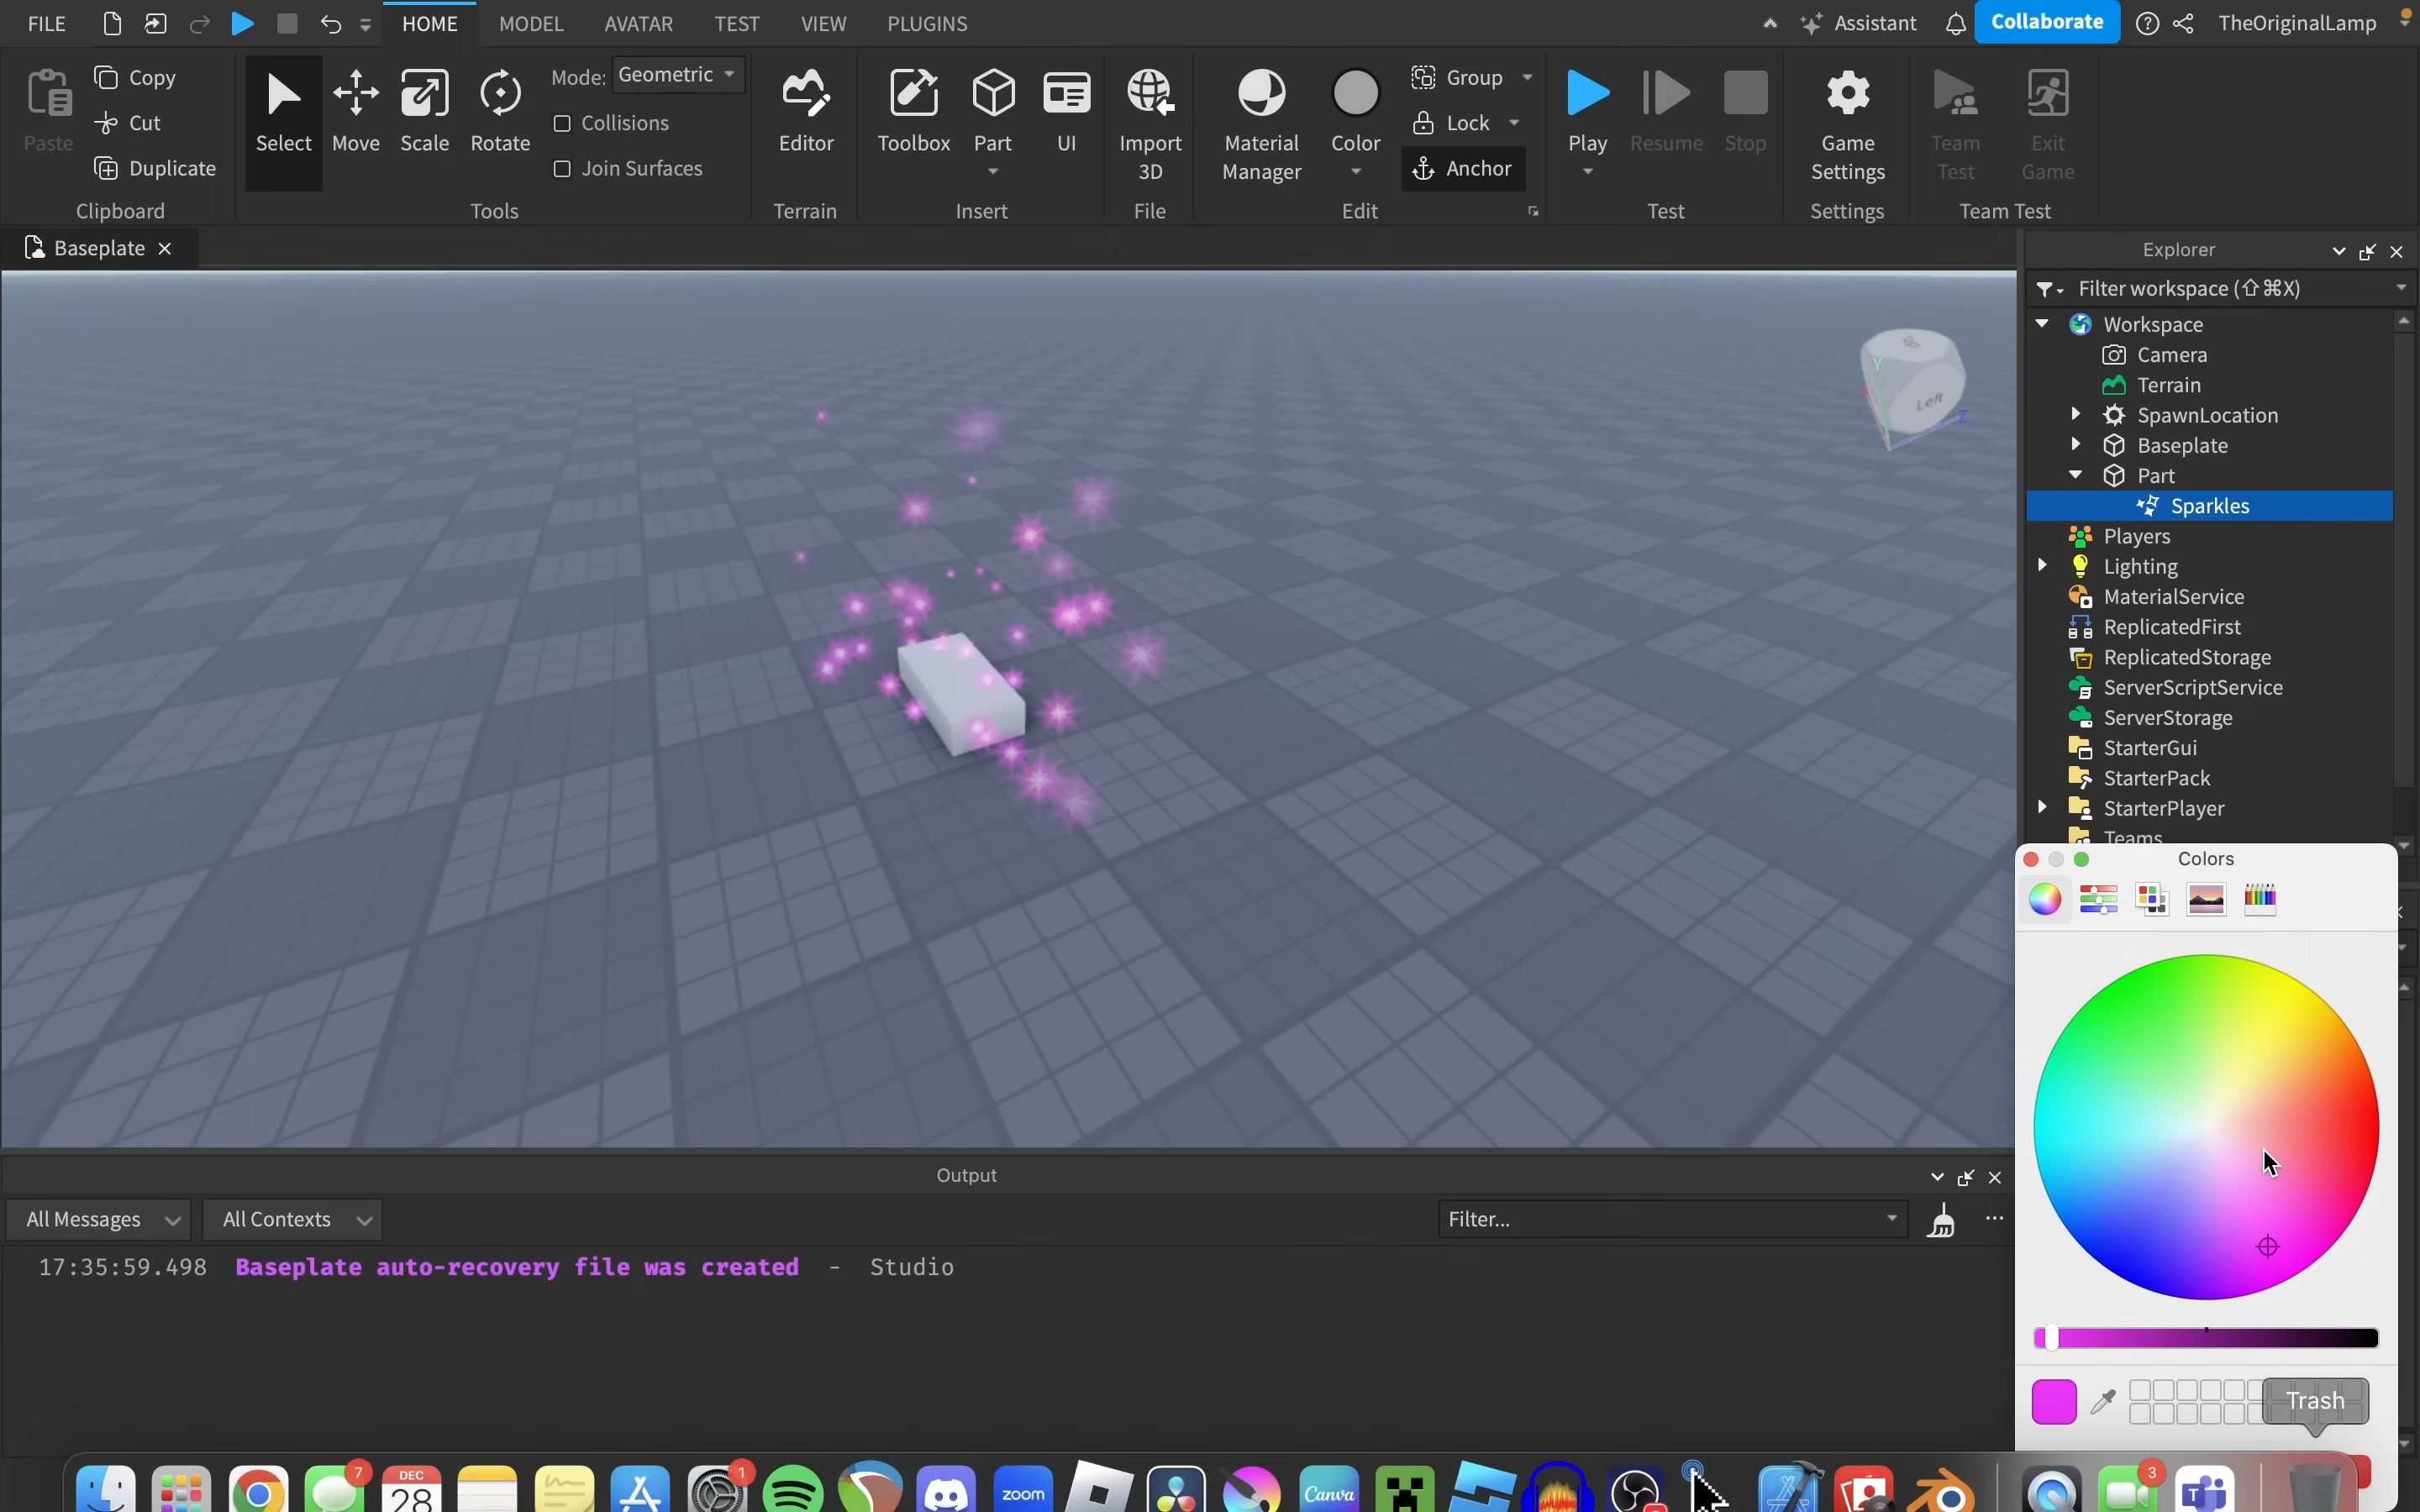 FILE HOME MODEL AVATAR TEST VIEW PLUGINS Assistant Collaborate TheOriginalLamp
Paste
Copy
Cut
Duplicate
Clipboard
Select Move Scale Rotate
Mode: Geometric
Collisions
Join Surfaces
Tools
Editor
Terrain
Toolbox Part UI
Insert
Import
3D
File
Material
Manager
Color
Group
Lock
Anchor
Edit
Play Resume Stop
Test
Game
Settings
Settings
Team
Test
Exit
Game
Team Test
Baseplate
Y
Left
Z
Explorer
Filter workspace (⇧⌘X)
Workspace
Camera
Terrain
SpawnLocation
Baseplate
Part
Sparkles
Players
Lighting
MaterialService
ReplicatedFirst
ReplicatedStorage
ServerScriptService
ServerStorage
StarterGui
StarterPack
StarterPlayer
Teams
Colors
Output
All Messages All Contexts Filter...
17:35:59.498 Baseplate auto-recovery file was created - Studio
Trash
7
DEC
28
1
zoom
Canva
3
T